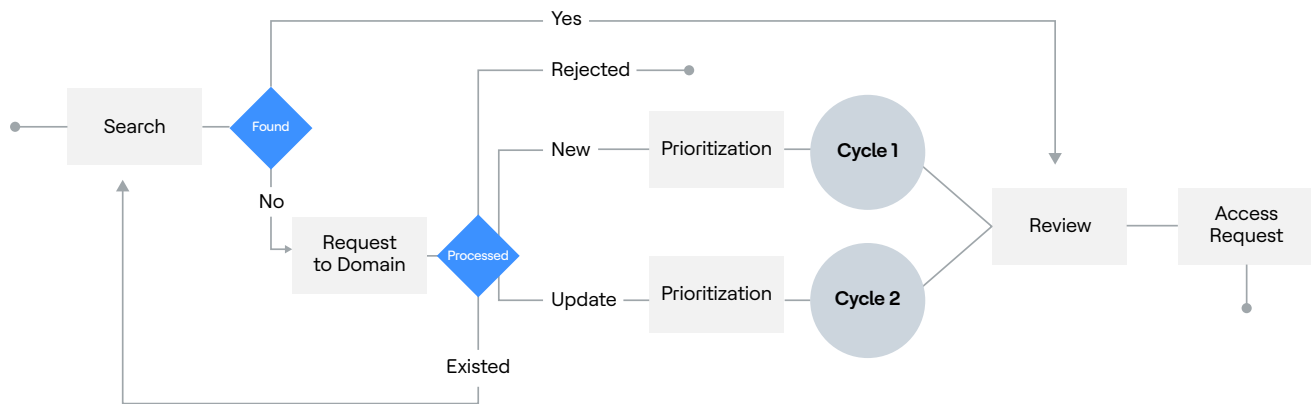 Yes
Rejected
Search
Found
New
Prioritization
Cycle 1
No
Request
to Domain
Processed
Review
Access
Request
Update
Prioritization
Cycle 2
Existed